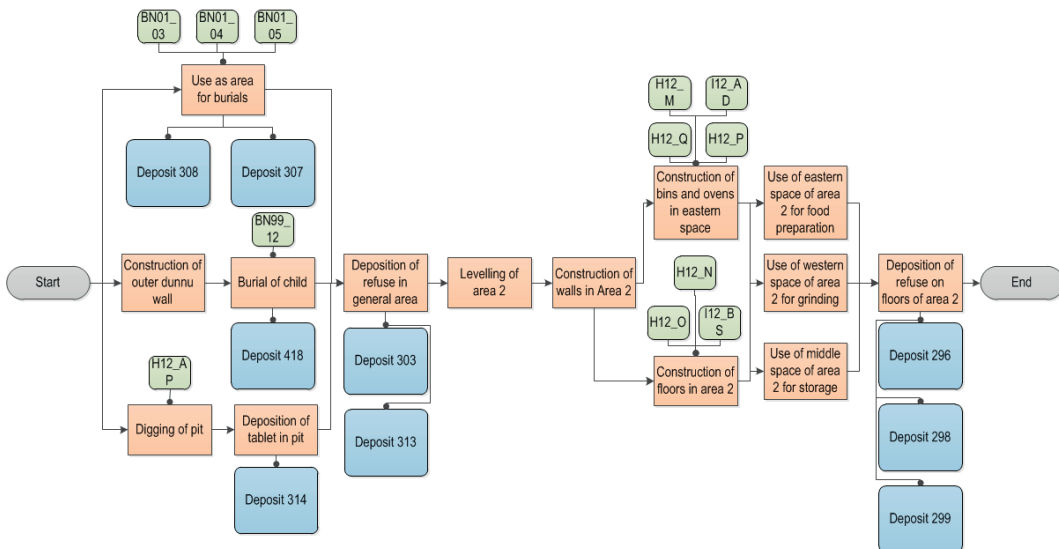 BN01_
03
BN01_
04
BN01_
05
Use as area
for burials
Deposit 308
Deposit 307
BN99_
12
Start
Construction of
outer dunnu
wall
Burial of child
Deposit 418
H12_A
P
Digging of pit
Deposition of
tablet in pit
Deposit 314
Deposition of
refuse in
general area
Deposit 303
Deposit 313
Levelling of
area 2
Construction of
walls in Area 2
H12_
M
I12_A
D
H12_Q
H12_P
Construction of
bins and ovens
in eastern
space
H12_N
H12_O
I12_B
S
Construction of
floors in area 2
Use of eastern
space of area
2 for food
preparation
Use of western
space of area
2 for grinding
Use of middle
space of area
2 for storage
Deposition of
refuse on
floors of area 2
Deposit 296
Deposit 298
Deposit 299
End